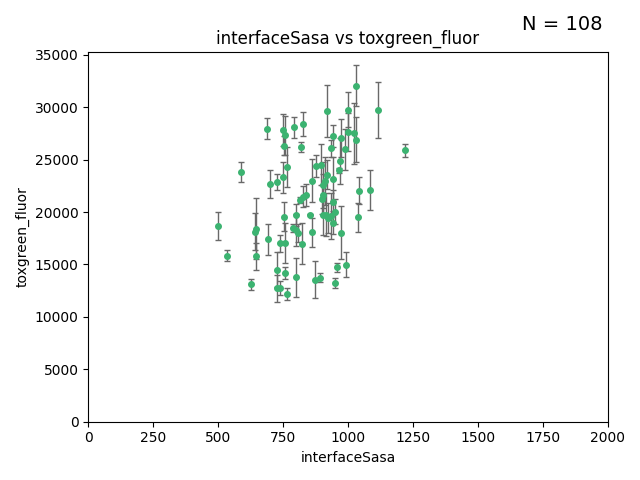 N = 108
interfaceSasa vs toxgreen_fluor
35000
30000
25000
20000
15000
10000
5000
0
toxgreen_fluor
0 250 500 750 1000 1250 1500 1750 2000
interfaceSasa